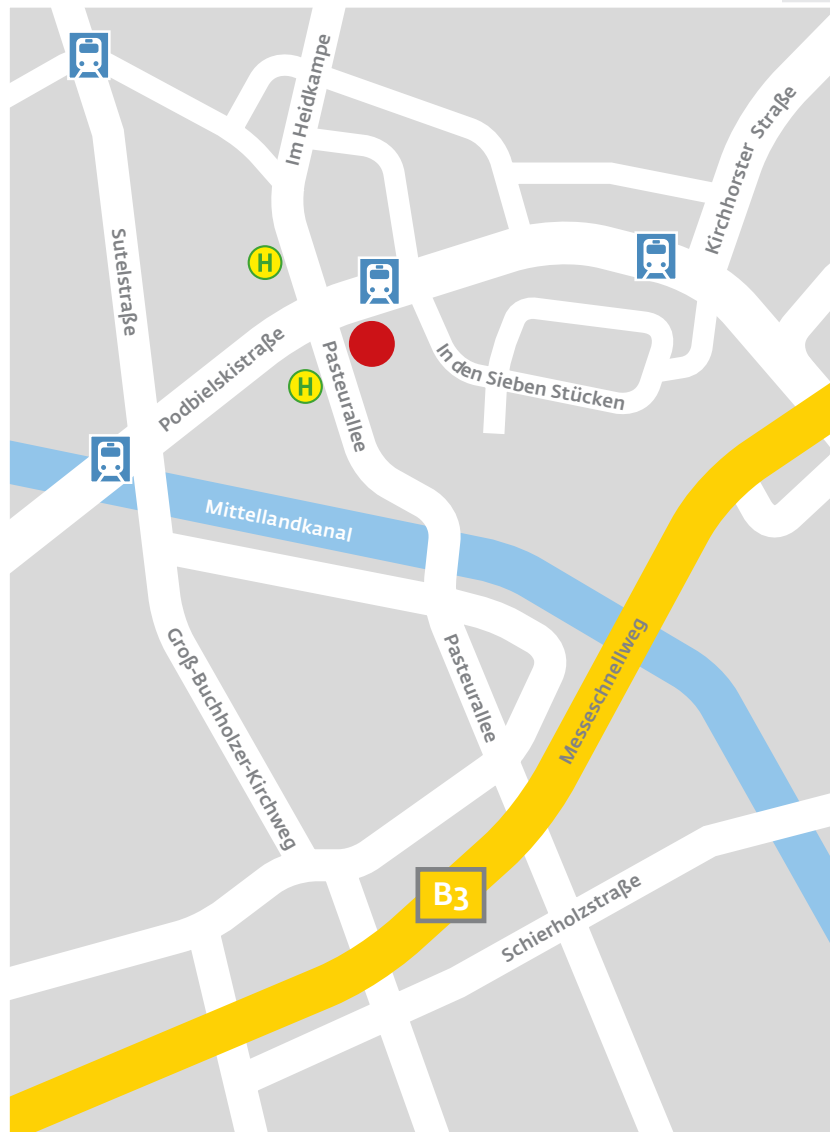 Im Heidkampe
Kirchhorster Straße
Sutelstraße
H
Podbielskistraße
Pasteurallee
In den Sieben Stücken
H
Mittellandkanal
Groß-Buchholzer-Kirchweg
Pasteurallee
Messeschnellweg
B3
Schierholzstraße